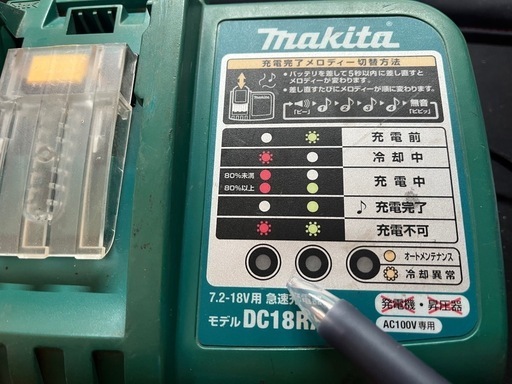 makita
充電完了メロディー切替方法
・バッテリを差して5秒以内に差し直すと
メロディーが変わります。
・差し直すたびにメロディーが順に変わります。
無音
「ピー」 「ピピッ」
makita
充電前
冷却中
80%未満
80%以上
充電中
♪ 充電完了
充電不可
オートメンテナンス
冷却異常
7.2-18V用 急速充電器
発電機・昇圧器
モデル DC18R
AC100V専用